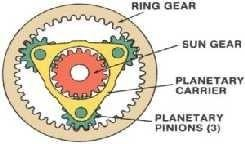 RING GEAR
SUN GEAR
PLANETARY
CARRIER
PLANETARY
PINIONS (3)